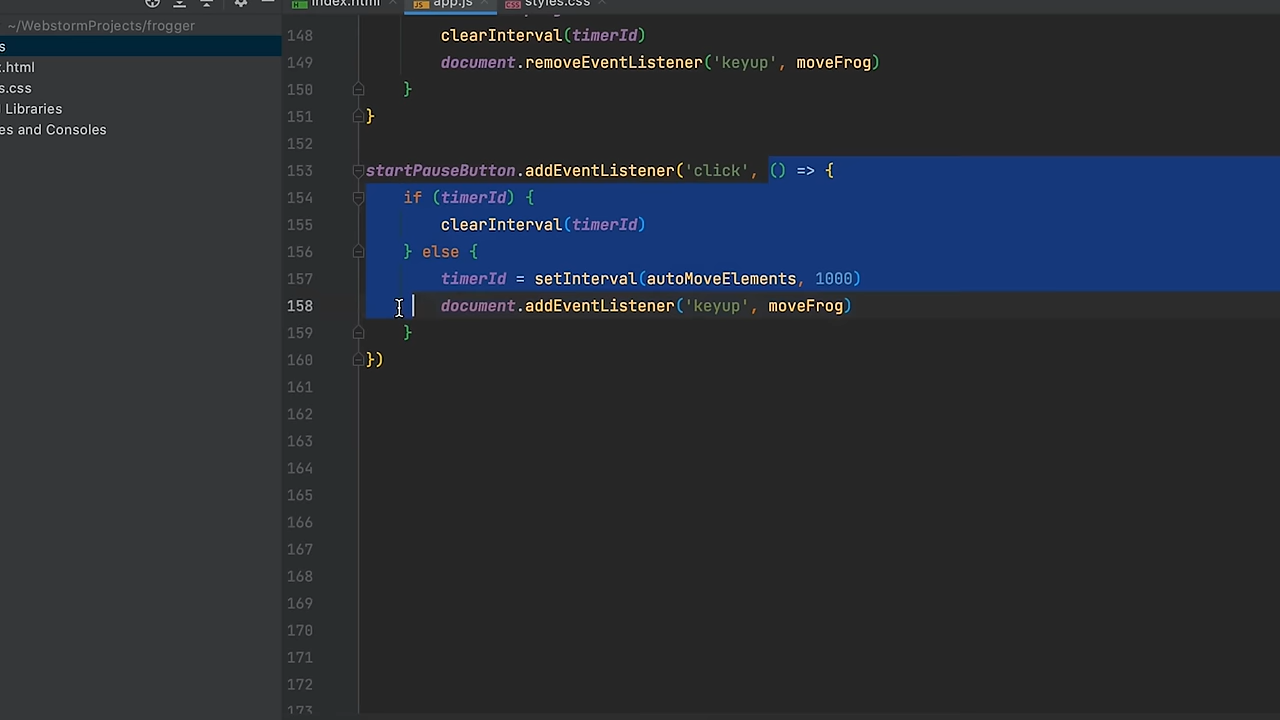 index.html
app.js
styles.css
~/WebstormProjects/frogger
s
.html
s.css
Libraries
es and Consoles
148 clearInterval(timerId)
149 document.removeEventListener('keyup', moveFrog)
150 }
151 }
152
153 startPauseButton.addEventListener('click', () => {
154 if (timerId) {
155 clearInterval(timerId)
156 } else {
157 timerId = setInterval(autoMoveElements, 1000)
158 document.addEventListener('keyup', moveFrog)
159 }
160 })
161
162
163
164
165
166
167
168
169
170
171
172
173